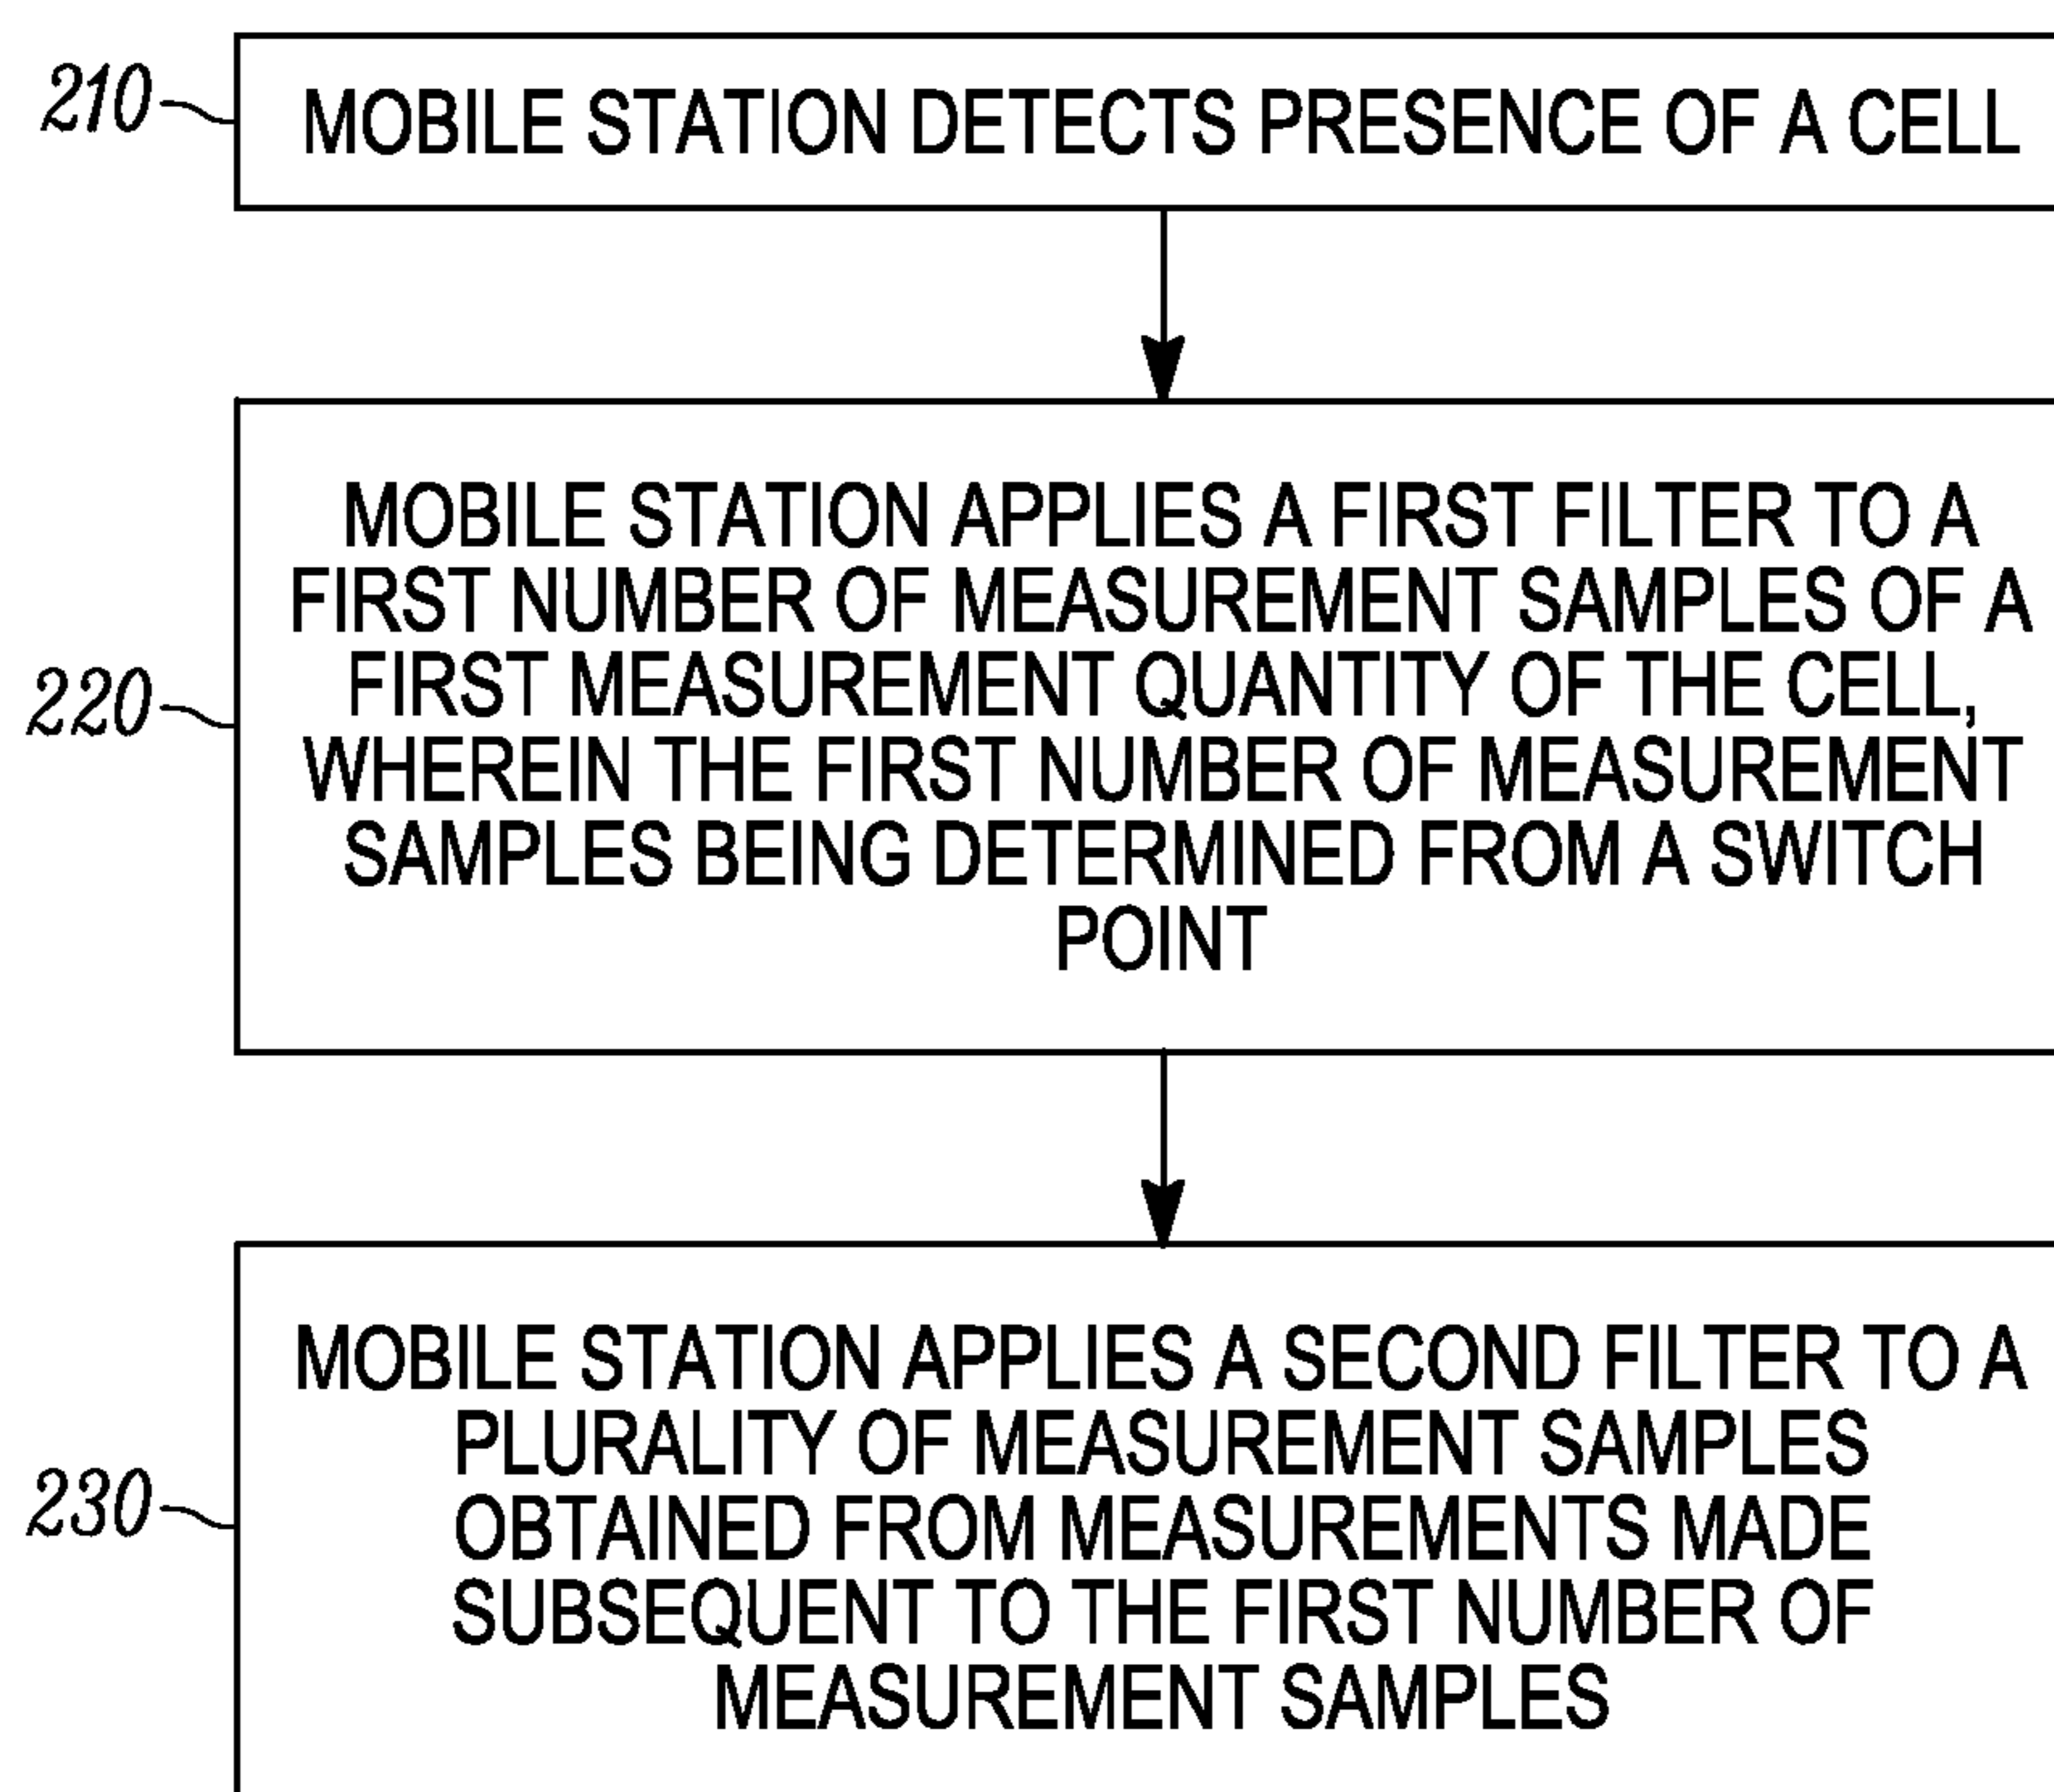 210
MOBILE STATION DETECTS PRESENCE OF A CELL
220
MOBILE STATION APPLIES A FIRST FILTER TO A
FIRST NUMBER OF MEASUREMENT SAMPLES OF A
FIRST MEASUREMENT QUANTITY OF THE CELL,
WHEREIN THE FIRST NUMBER OF MEASUREMENT
SAMPLES BEING DETERMINED FROM A SWITCH
POINT
230
MOBILE STATION APPLIES A SECOND FILTER TO A
PLURALITY OF MEASUREMENT SAMPLES
OBTAINED FROM MEASUREMENTS MADE
SUBSEQUENT TO THE FIRST NUMBER OF
MEASUREMENT SAMPLES